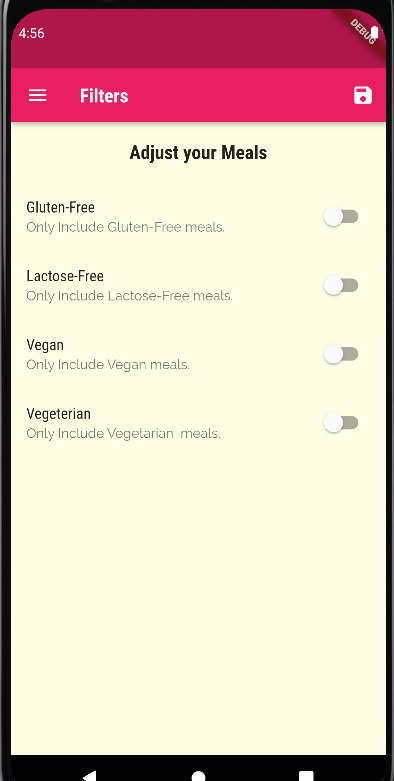 4:56
DEBUG
Filters
Adjust your Meals
Gluten-Free
Only Include Gluten-Free meals.
Lactose-Free
Only Include Lactose-Free meals.
Vegan
Only Include Vegan meals.
Vegeterian
Only Include Vegetarian  meals.